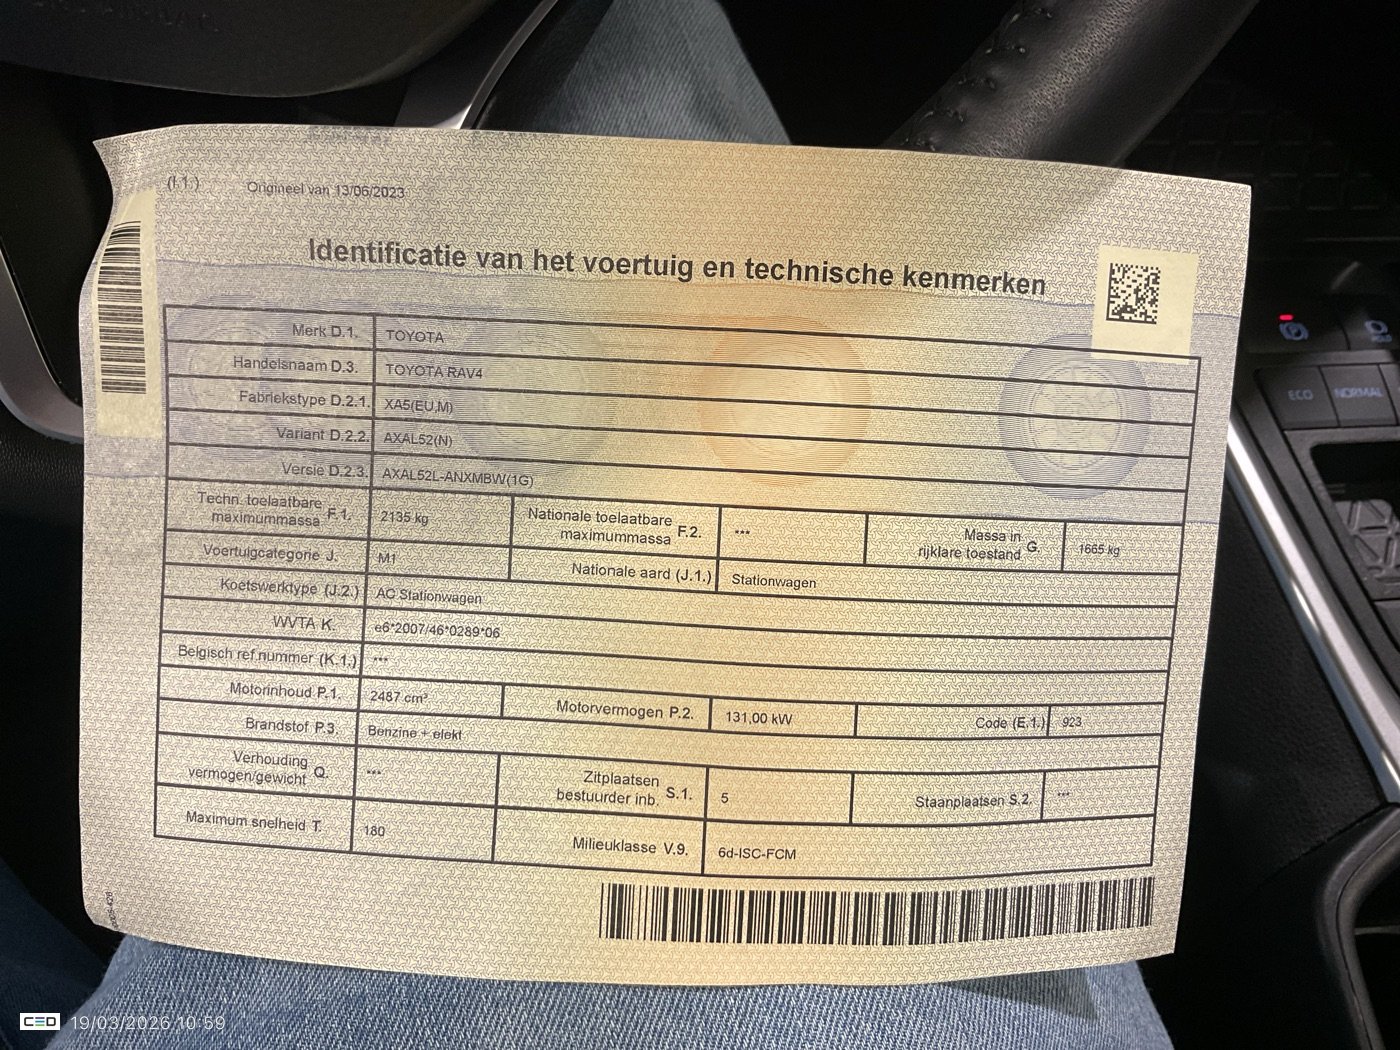 (I.1.) Origineel van 13/06/2023
Identificatie van het voertuig en technische kenmerken
Merk D.1. TOYOTA
Handelsnaam D.3. TOYOTA RAV4
Fabriekstype D.2.1. XA5(EU,M)
Variant D.2.2. AXAL52(N)
Versie D.2.3. AXAL52L-ANXMBW(1G)
Techn. toelaatbare maximummassa F.1. 2135 kg Nationale toelaatbare maximummassa F.2. *** Massa in rijklare toestand G. 1665 kg
Voertuigcategorie J. M1 Nationale aard (J.1.) Stationwagen
Koetswerktype (J.2.) AC Stationwagen
WVTA K. e6*2007/46*0289*06
Belgisch ref.nummer (K.1.) ***
Motorinhoud P.1. 2487 cm³ Motorvermogen P.2. 131,00 kW Code (E.1.) 923
Brandstof P.3. Benzine + elekt
Verhouding vermogen/gewicht Q. *** Zitplaatsen bestuurder inb. S.1. 5 Staanplaatsen S.2. ***
Maximum snelheid T. 180 Milieuklasse V.9. 6d-ISC-FCM
ECO NORMAL
CED 19/03/2026 10:59